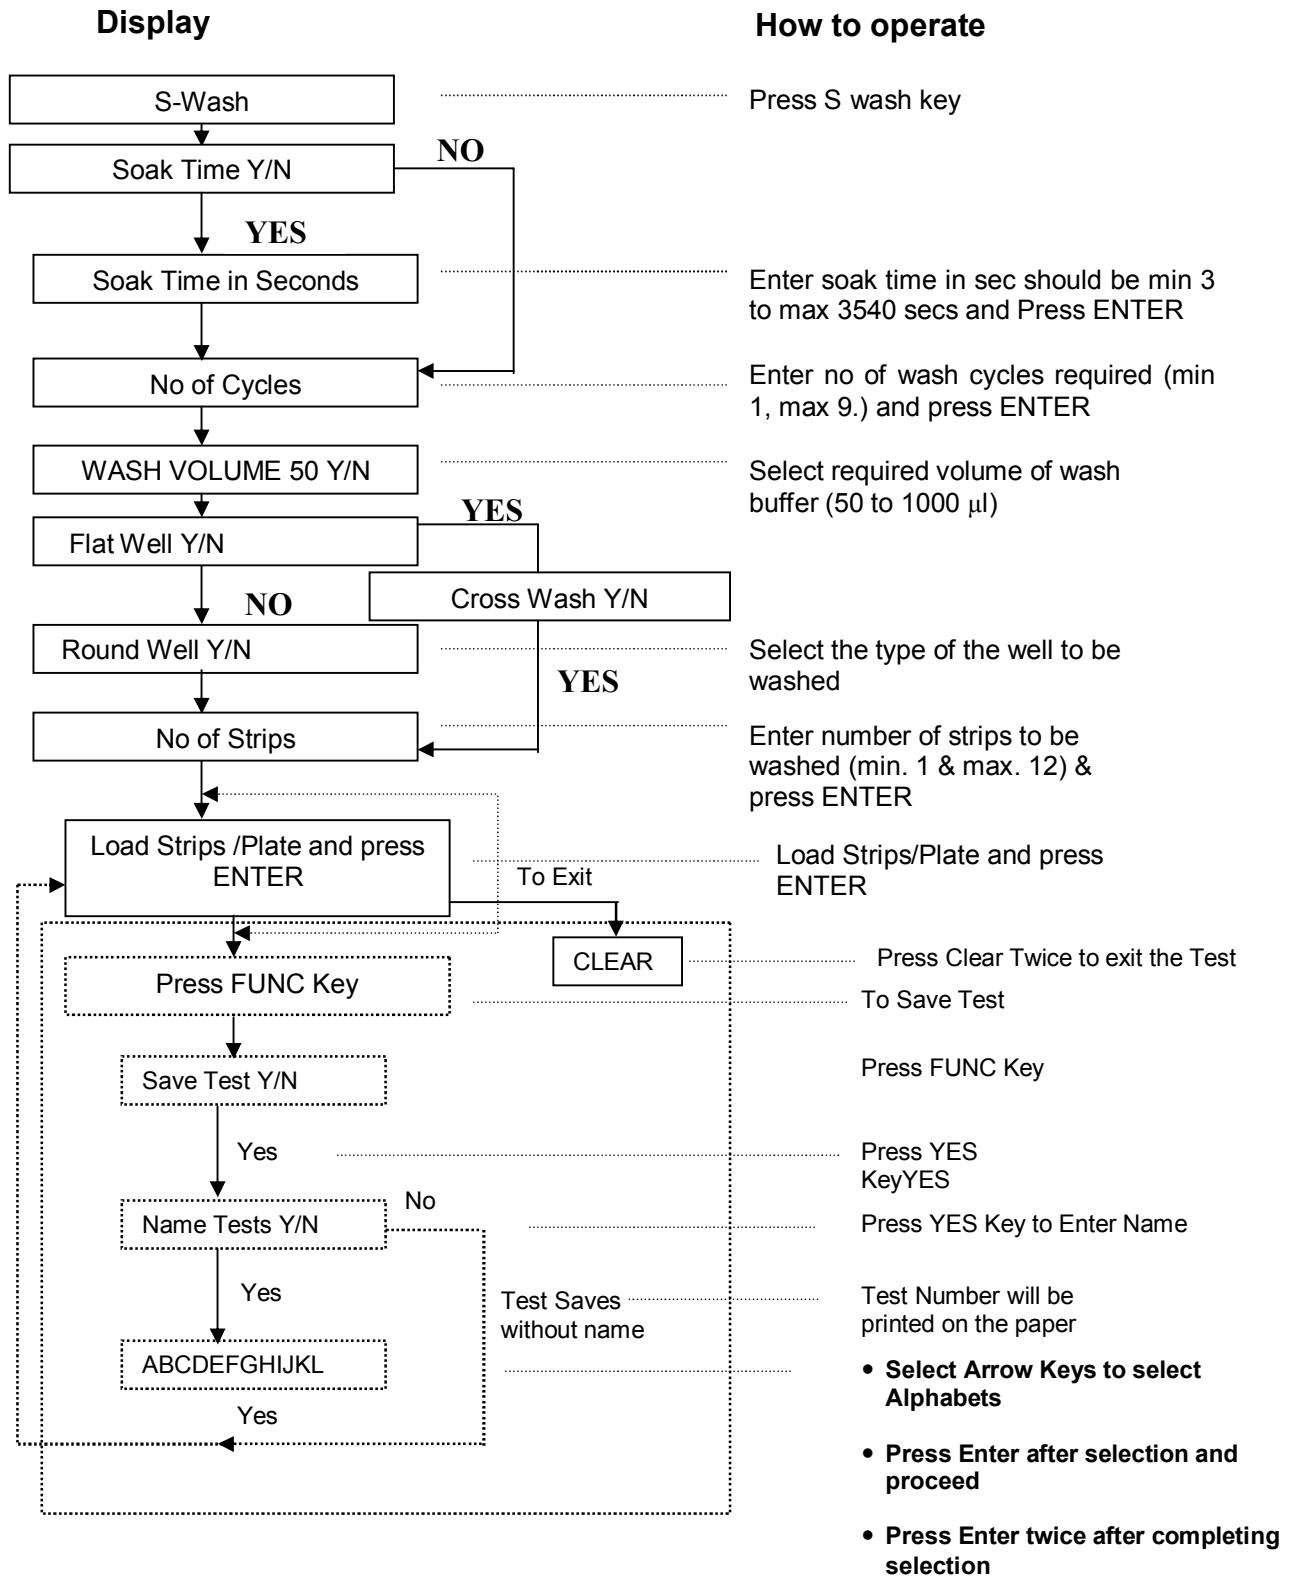 Display
How to operate
S-Wash
Press S wash key
Soak Time Y/N
NO
YES
Soak Time in Seconds
Enter soak time in sec should be min 3
to max 3540 secs and Press ENTER
No of Cycles
Enter no of wash cycles required (min
1, max 9.) and press ENTER
WASH VOLUME 50 Y/N
Select required volume of wash
buffer (50 to 1000 µl)
Flat Well Y/N
YES
Cross Wash Y/N
NO
Round Well Y/N
Select the type of the well to be
washed
YES
No of Strips
Enter number of strips to be
washed (min. 1 & max. 12) &
press ENTER
Load Strips /Plate and press
ENTER
Load Strips/Plate and press
ENTER
To Exit
CLEAR
Press Clear Twice to exit the Test
Press FUNC Key
To Save Test
Save Test Y/N
Press FUNC Key
Yes
Press YES
KeyYES
Name Tests Y/N
No
Press YES Key to Enter Name
Yes
Test Saves
without name
Test Number will be
printed on the paper
ABCDEFGHIJKL
• Select Arrow Keys to select
Alphabets
Yes
• Press Enter after selection and
proceed
• Press Enter twice after completing
selection